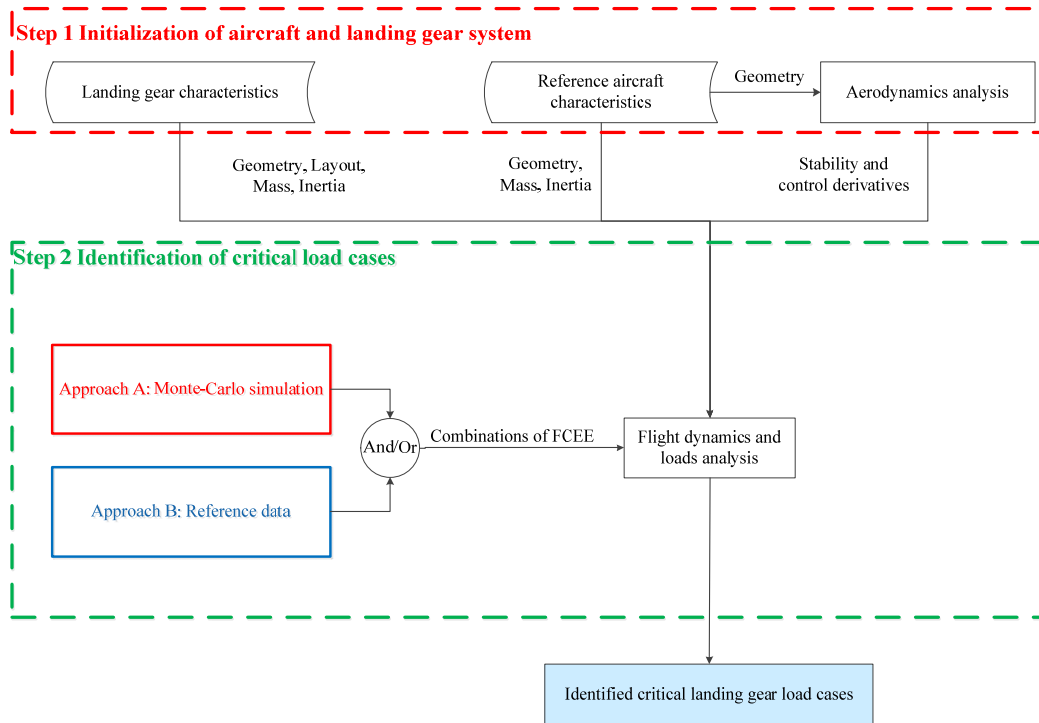 Step 1 Initialization of aircraft and landing gear system
Landing gear characteristics
Reference aircraft
characteristics
Geometry
Aerodynamics analysis
Geometry, Layout,
Mass, Inertia
Geometry,
Mass, Inertia
Stability and
control derivatives
Step 2 Identification of critical load cases
Approach A: Monte-Carlo simulation
And/Or
Combinations of FCEE
Flight dynamics and
loads analysis
Approach B: Reference data
Identified critical landing gear load cases